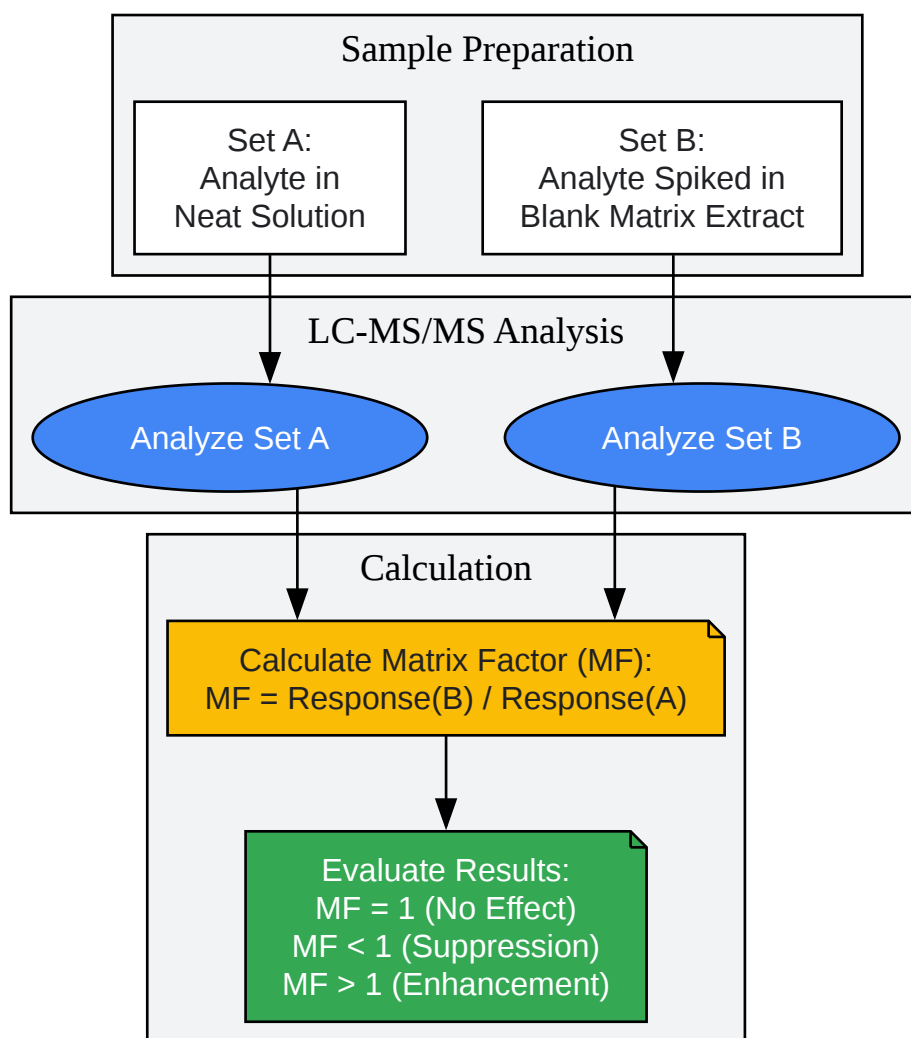 Sample Preparation
Set A:
Analyte in
Neat Solution
Set B:
Analyte Spiked in
Blank Matrix Extract
LC-MS/MS Analysis
Analyze Set A
Analyze Set B
Calculation
Calculate Matrix Factor (MF):
MF = Response(B) / Response(A)
Evaluate Results:
MF = 1 (No Effect)
MF < 1 (Suppression)
MF > 1 (Enhancement)